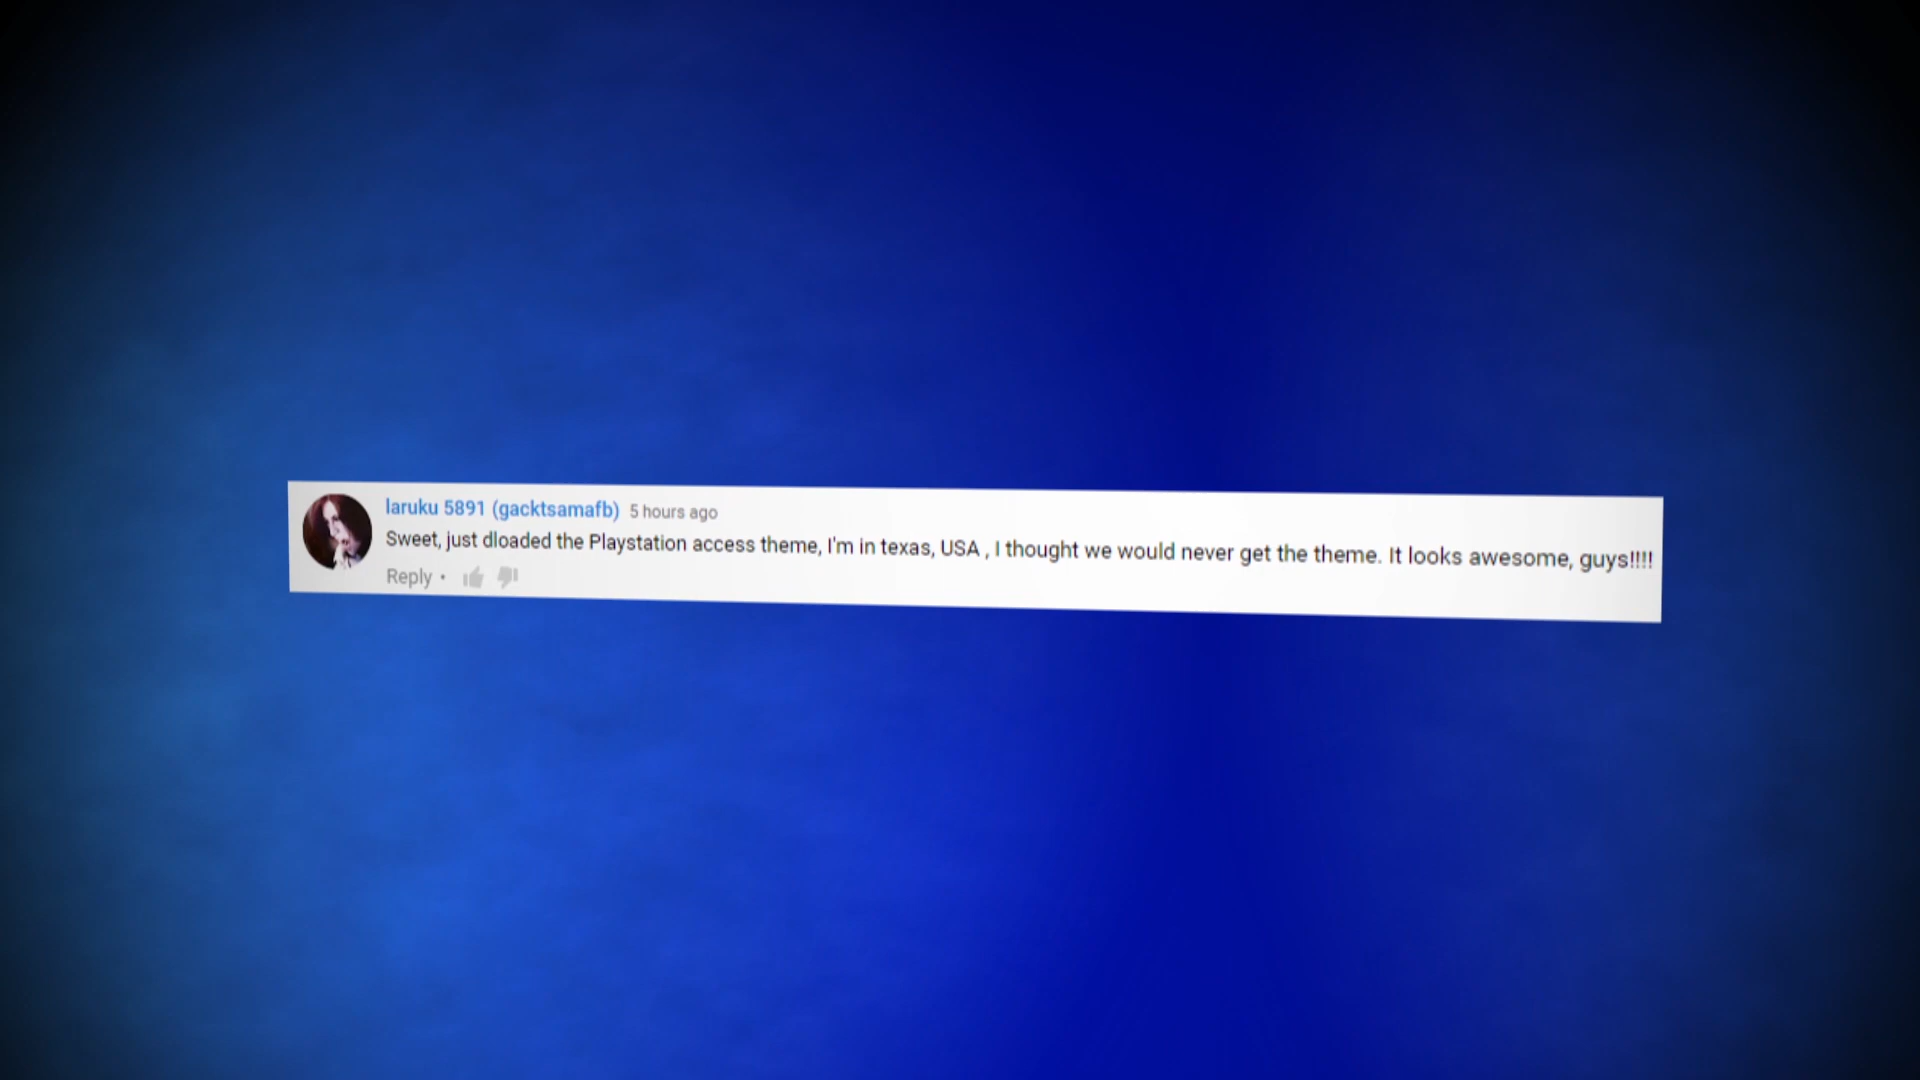 laruku 5891 (gacktsamafb) 5 hours ago
Sweet, just dloaded the Playstation access theme, I'm in texas, USA , I thought we would never get the theme. It looks awesome, guys!!!!
Reply •